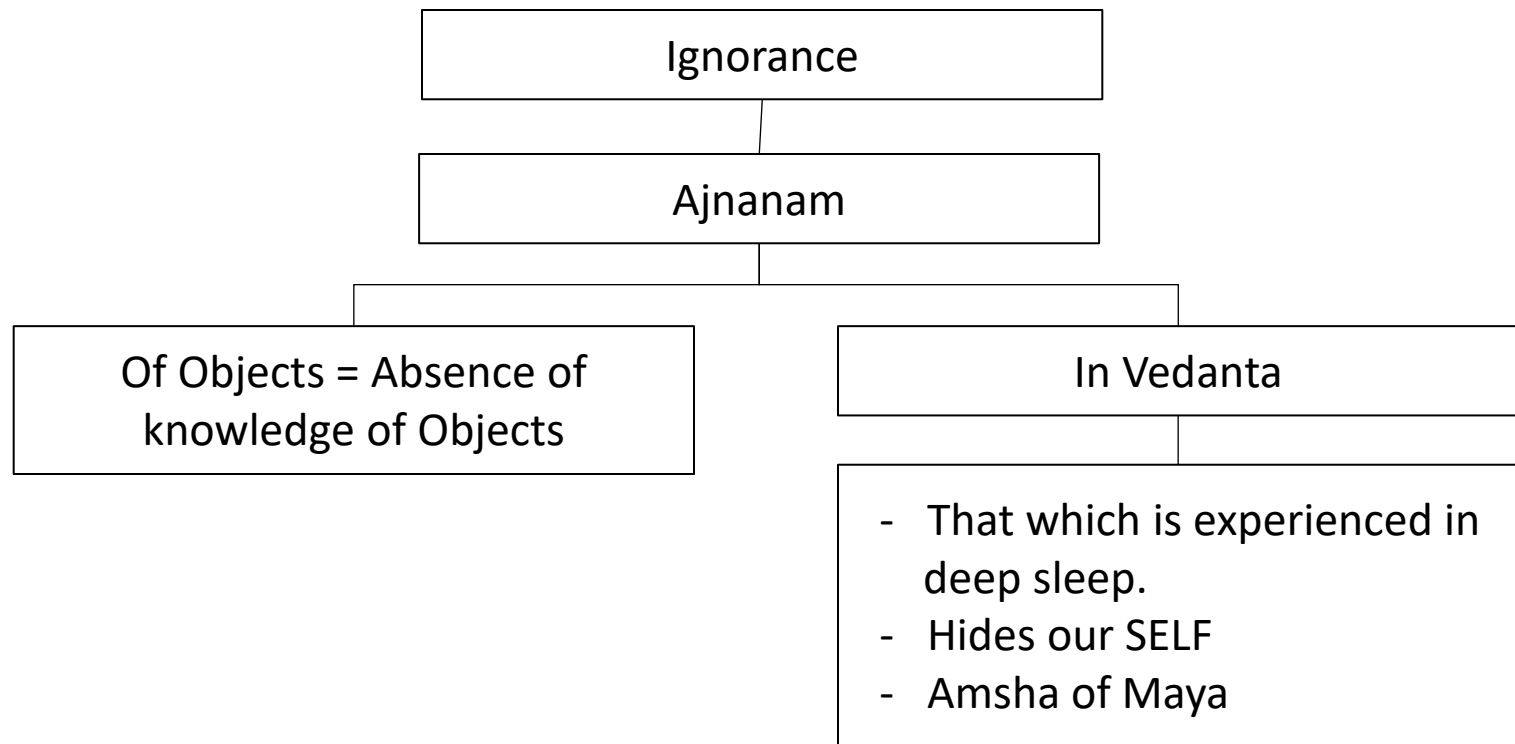 Ignorance
Ajnanam
Of Objects = Absence of
knowledge of Objects
In Vedanta
- That which is experienced in
deep sleep.
- Hides our SELF
- Amsha of Maya